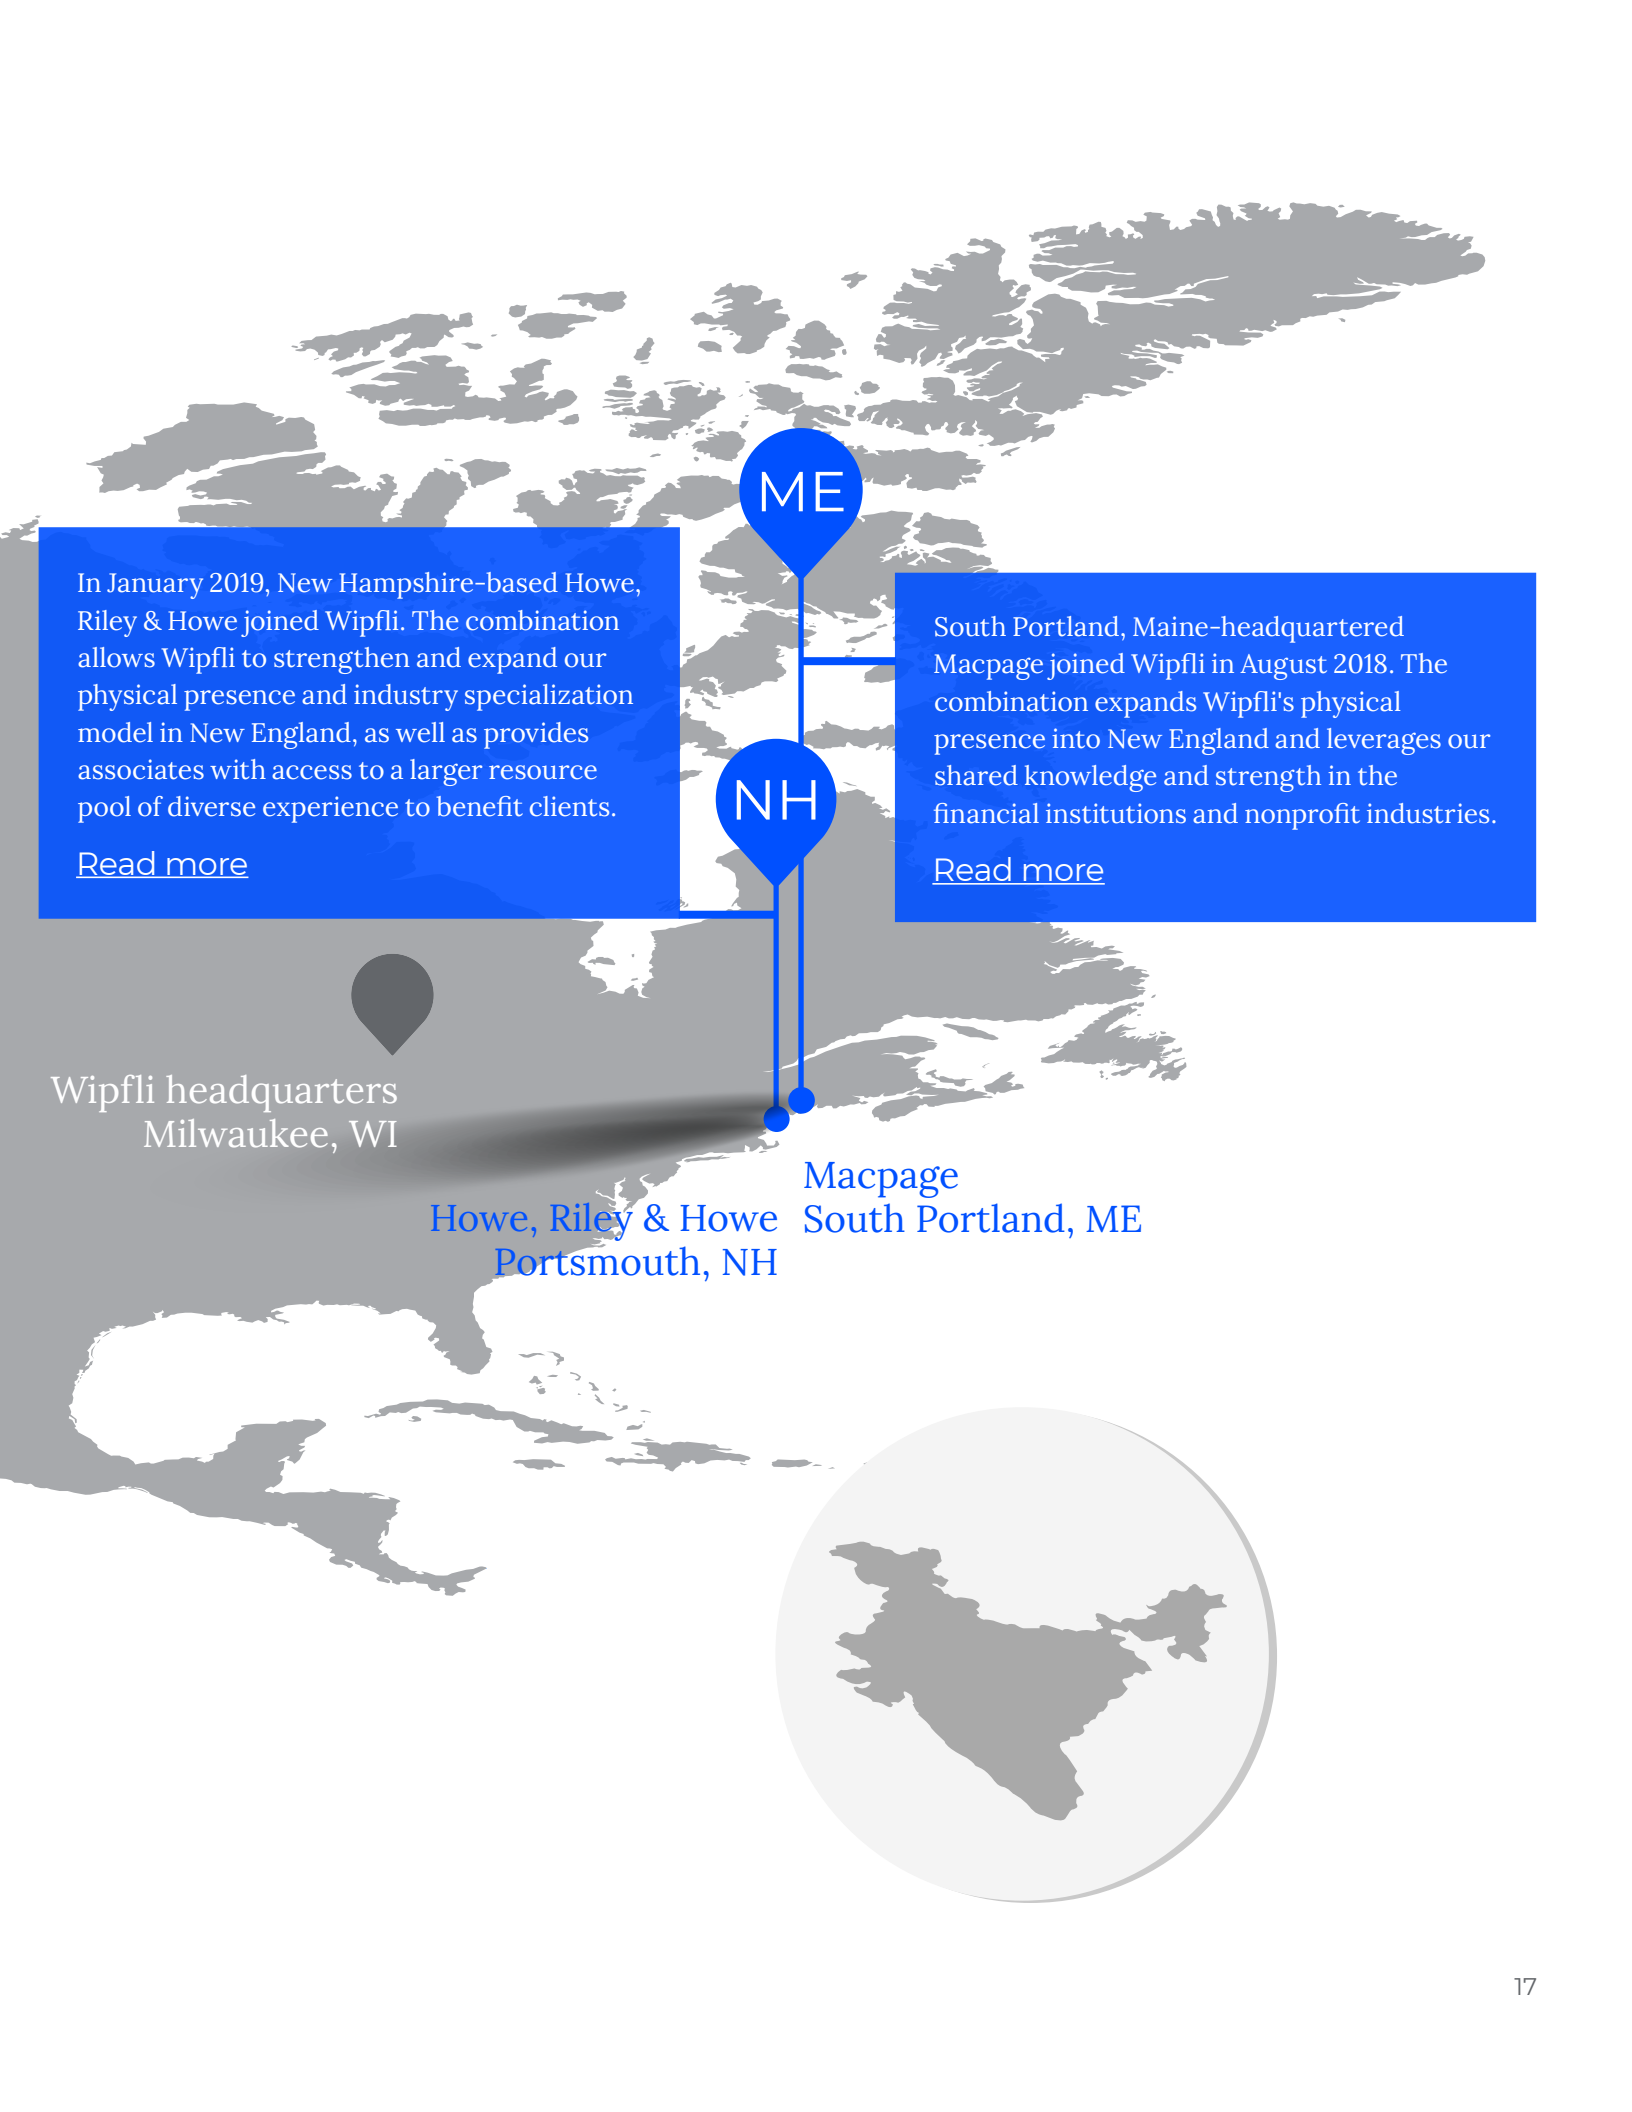 ME
In January 2019, New Hampshire-based Howe,
Riley & Howe joined Wipfli. The combination
allows Wipfli to strengthen and expand our
physical presence and industry specialization
model in New England, as well as provides
associates with access to a larger resource
pool of diverse experience to benefit clients.
Read more
South Portland, Maine-headquartered
Macpage joined Wipfli in August 2018. The
combination expands Wipfli's physical
presence into New England and leverages our
shared knowledge and strength in the
financial institutions and nonprofit industries.
Read more
NH
Wipfli headquarters
Milwaukee, WI
Howe, Riley & Howe
Portsmouth, NH
Macpage
South Portland, ME
17